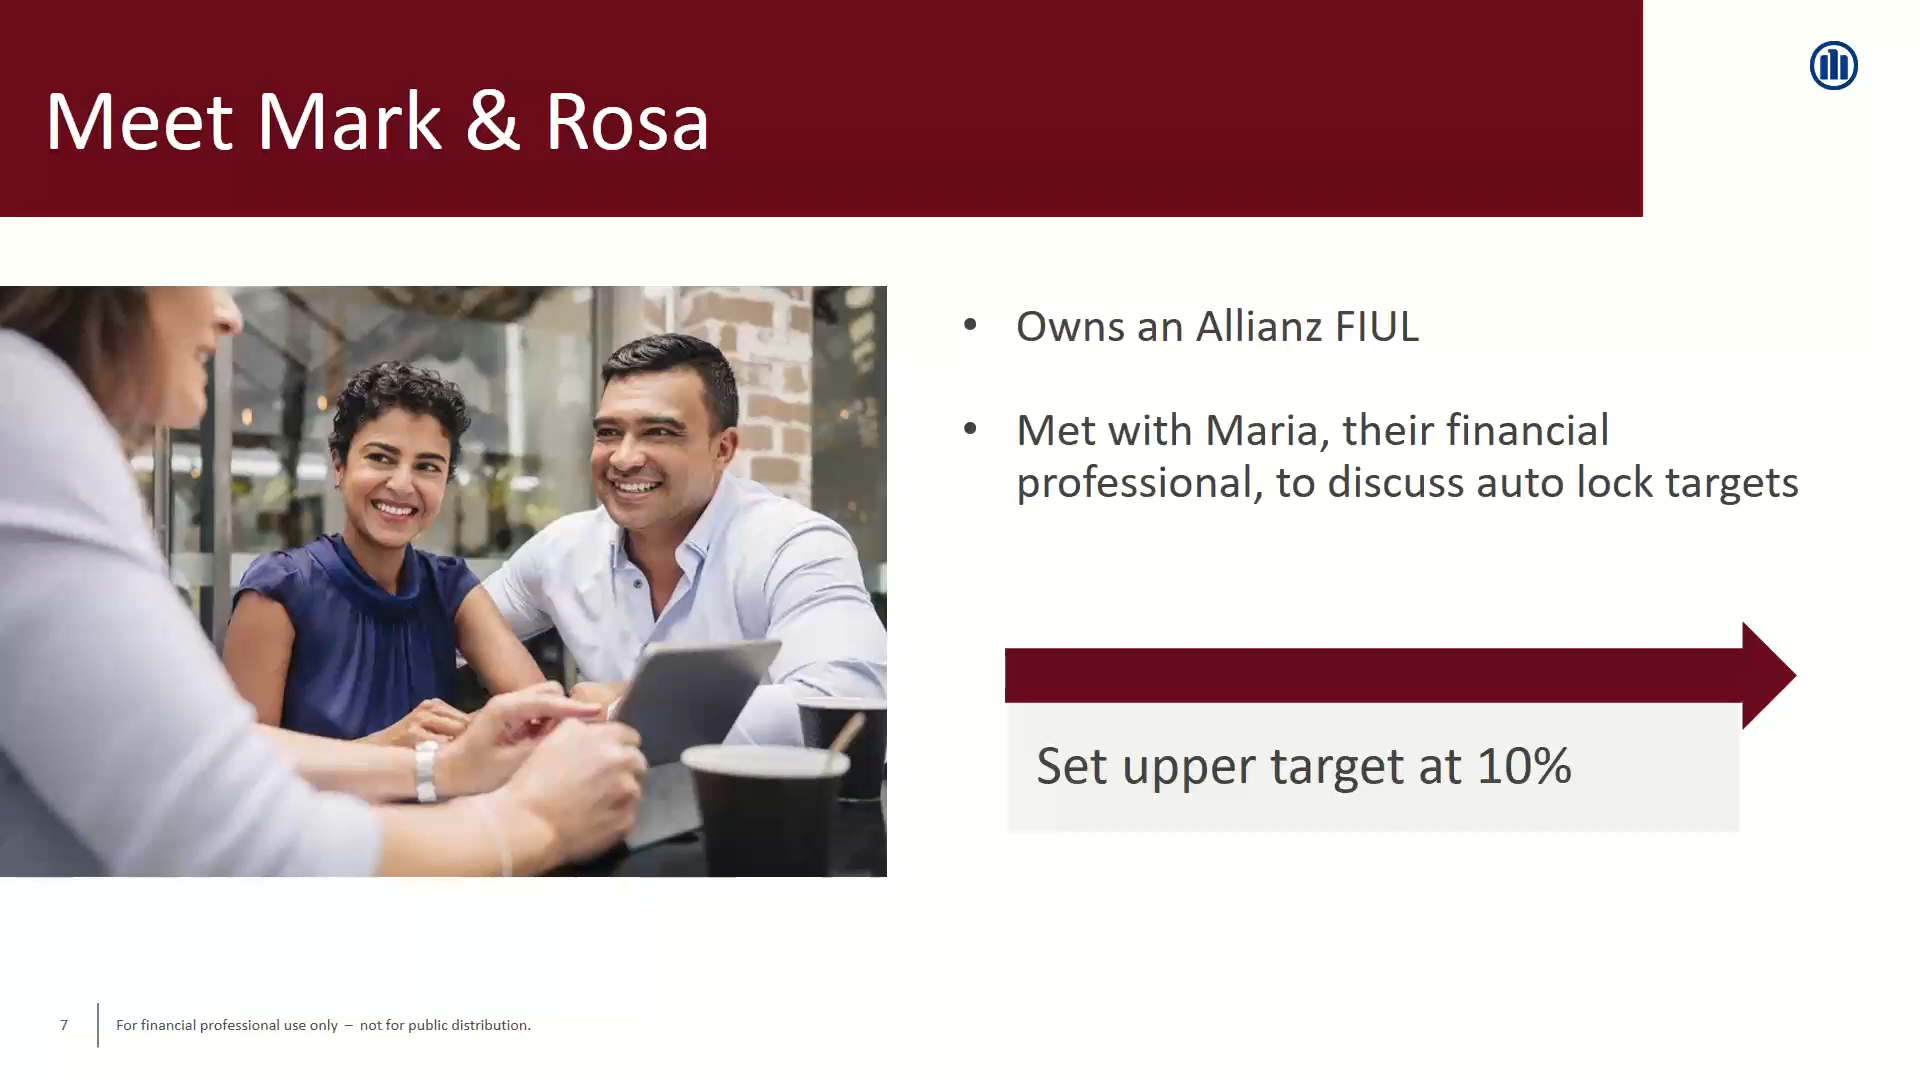 Meet Mark & Rosa
• Owns an Allianz FIUL
• Met with Maria, their financial
professional, to discuss auto lock targets
Set upper target at 10%
7
For financial professional use only – not for public distribution.